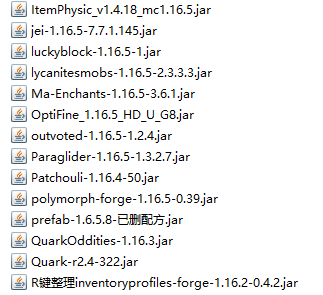 ItemPhysic_v1.4.18_mc1.16.5.jar
jei-1.16.5-7.7.1.145.jar
luckyblock-1.16.5-1.jar
lycanitesmobs-1.16.5-2.3.3.3.jar
Ma-Enchants-1.16.5-3.6.1.jar
OptiFine_1.16.5_HD_U_G8.jar
outvoted-1.16.5-1.2.4.jar
Paraglider-1.16.5-1.3.2.7.jar
Patchouli-1.16.4-50.jar
polymorph-forge-1.16.5-0.39.jar
prefab-1.6.5.8-已删配方.jar
QuarkOddities-1.16.3.jar
Quark-r2.4-322.jar
R键整理inventoryprofiles-forge-1.16.2-0.4.2.jar